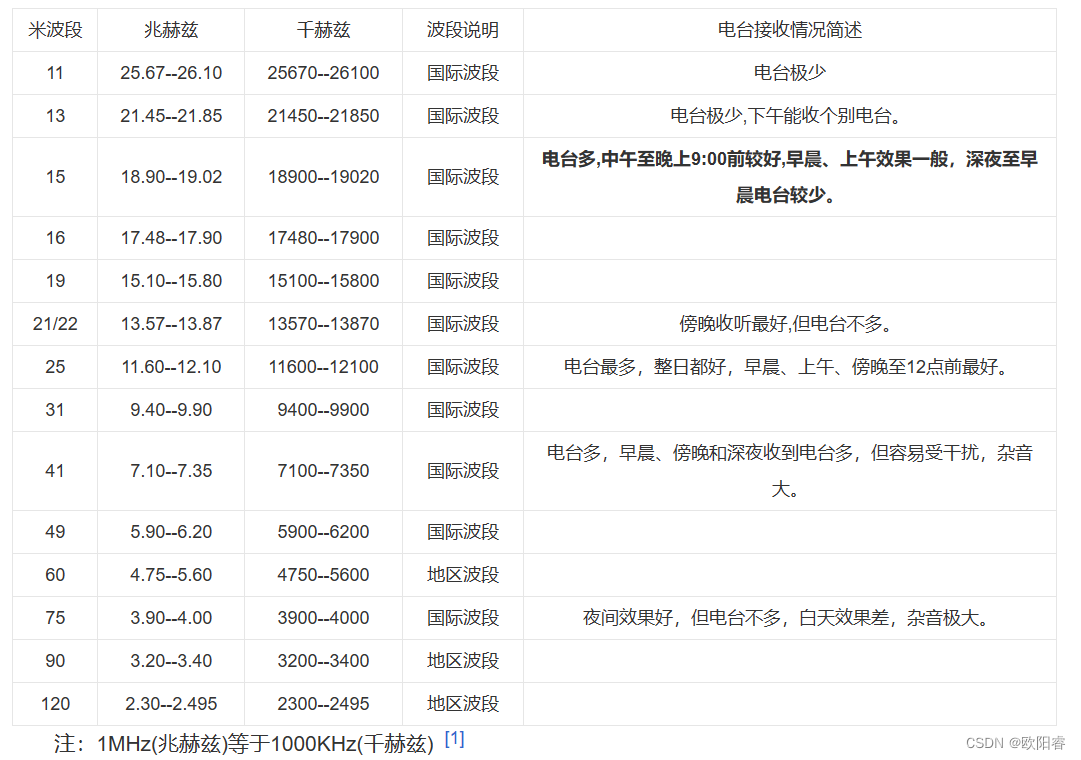 米波段 兆赫兹 千赫兹 波段说明 电台接收情况简述
11 25.67--26.10 25670--26100 国际波段 电台极少
13 21.45--21.85 21450--21850 国际波段 电台极少,下午能收个别电台。
15 18.90--19.02 18900--19020 国际波段 电台多,中午至晚上9:00前较好,早晨、上午效果一般，深夜至早
晨电台较少。
16 17.48--17.90 17480--17900 国际波段
19 15.10--15.80 15100--15800 国际波段
21/22 13.57--13.87 13570--13870 国际波段 傍晚收听最好,但电台不多。
25 11.60--12.10 11600--12100 国际波段 电台最多，整日都好，早晨、上午、傍晚至12点前最好。
31 9.40--9.90 9400--9900 国际波段
41 7.10--7.35 7100--7350 国际波段 电台多，早晨、傍晚和深夜收到电台多，但容易受干扰，杂音
大。
49 5.90--6.20 5900--6200 国际波段
60 4.75--5.60 4750--5600 地区波段
75 3.90--4.00 3900--4000 国际波段 夜间效果好，但电台不多，白天效果差，杂音极大。
90 3.20--3.40 3200--3400 地区波段
120 2.30--2.495 2300--2495 地区波段
注：1MHz(兆赫兹)等于1000KHz(千赫兹) [1]
CSDN @欧阳睿